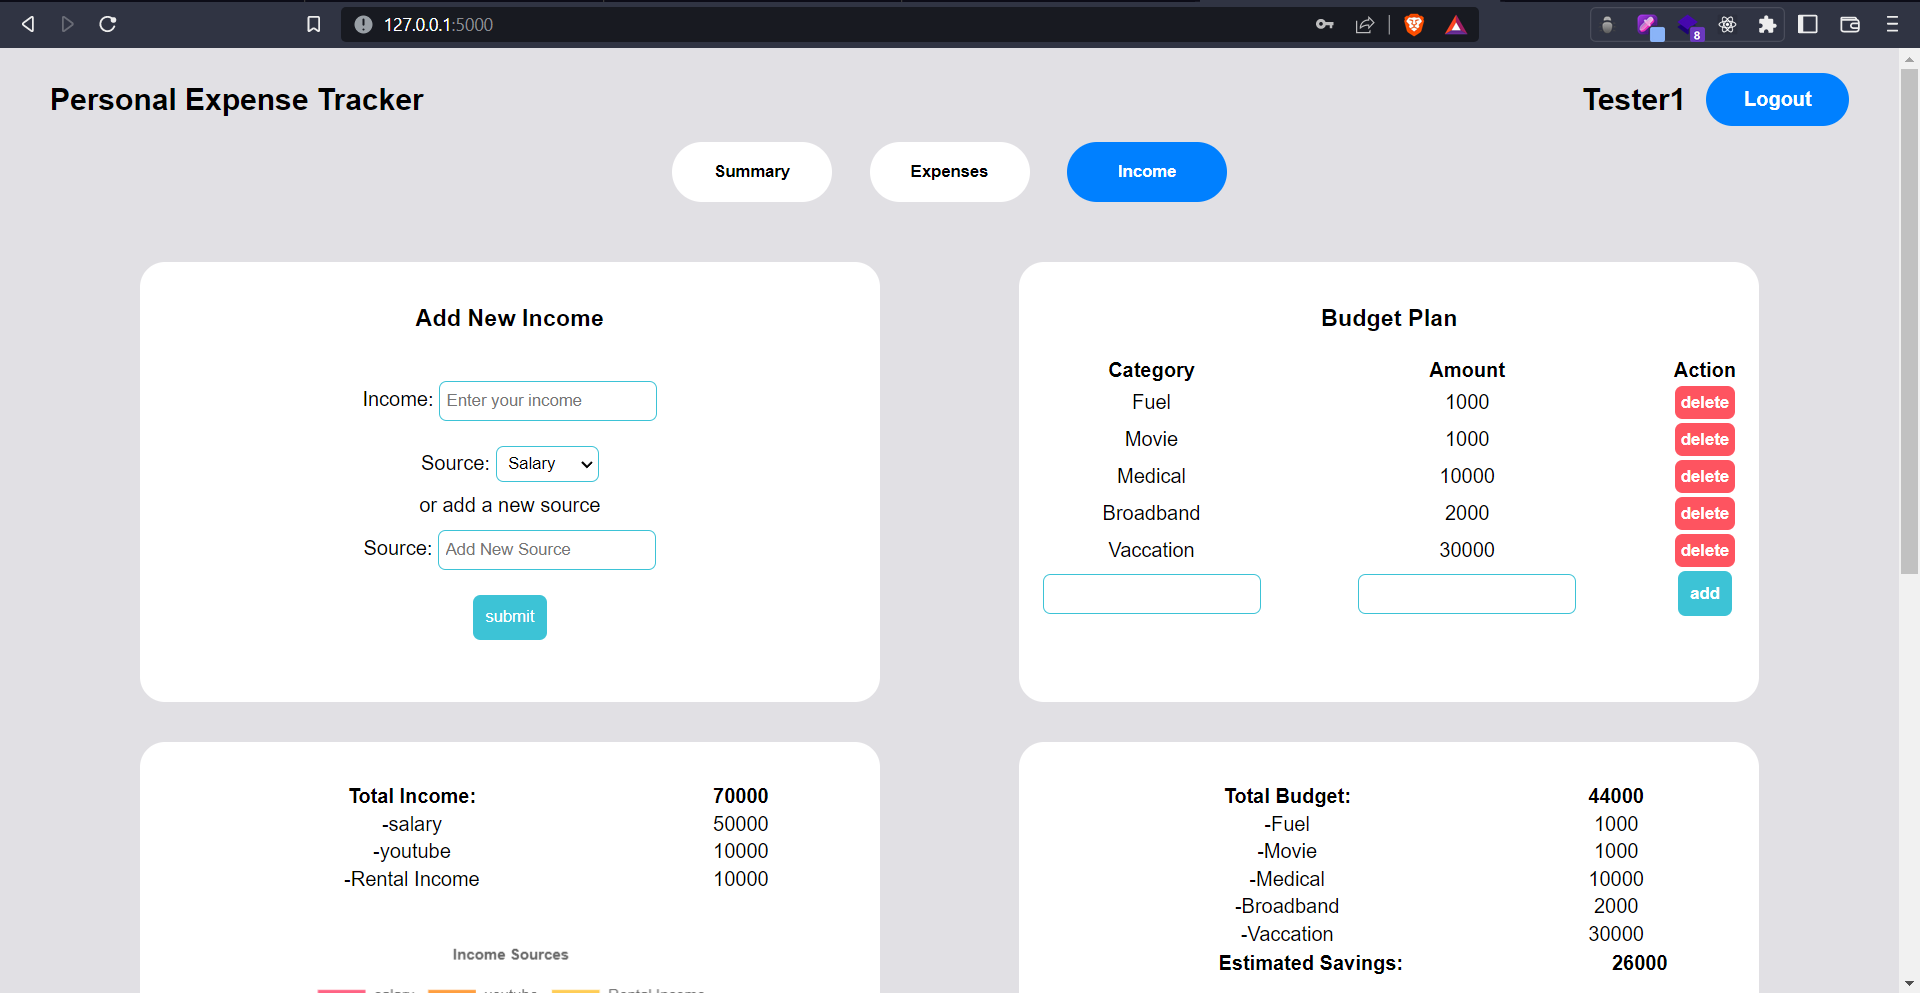 127.0.0.1:5000
8
Personal Expense Tracker
Tester1 Logout
Summary Expenses Income
Add New Income
Income: Enter your income
Source: Salary
or add a new source
Source: Add New Source
submit
Budget Plan
Category Amount Action
Fuel 1000 delete
Movie 1000 delete
Medical 10000 delete
Broadband 2000 delete
Vaccation 30000 delete
add
Total Income: 70000
-salary 50000
-youtube 10000
-Rental Income 10000
Income Sources
salary youtube Rental Income
Total Budget: 44000
-Fuel 1000
-Movie 1000
-Medical 10000
-Broadband 2000
-Vaccation 30000
Estimated Savings: 26000